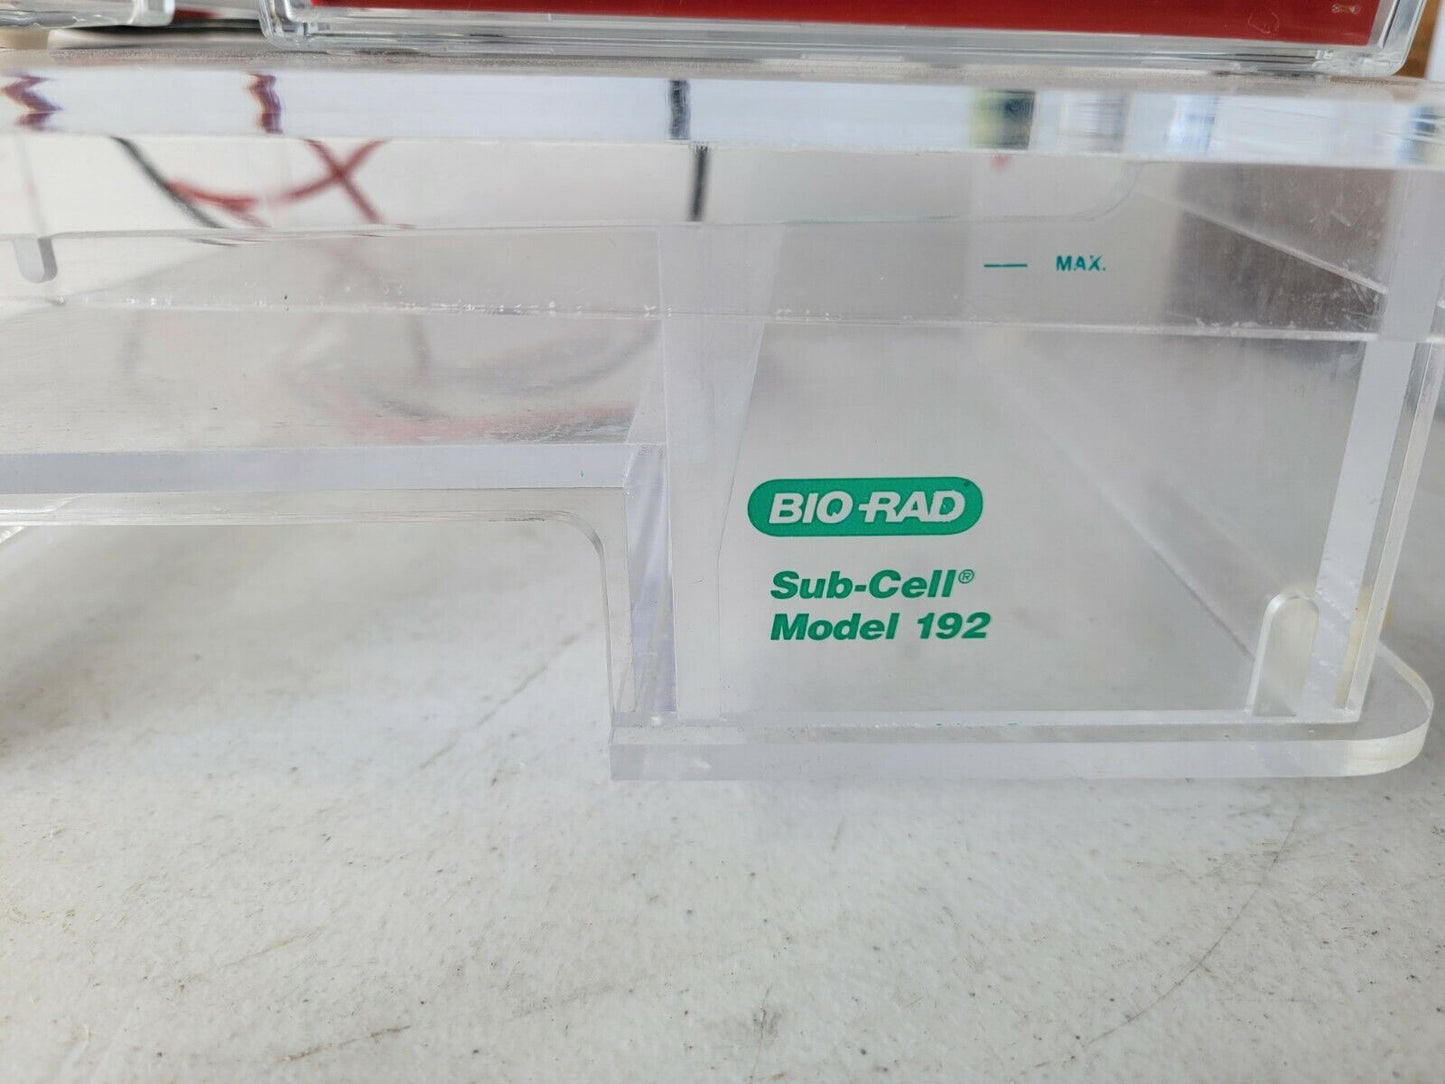 MAX.
BIO-RAD
Sub-Cell®
Model 192